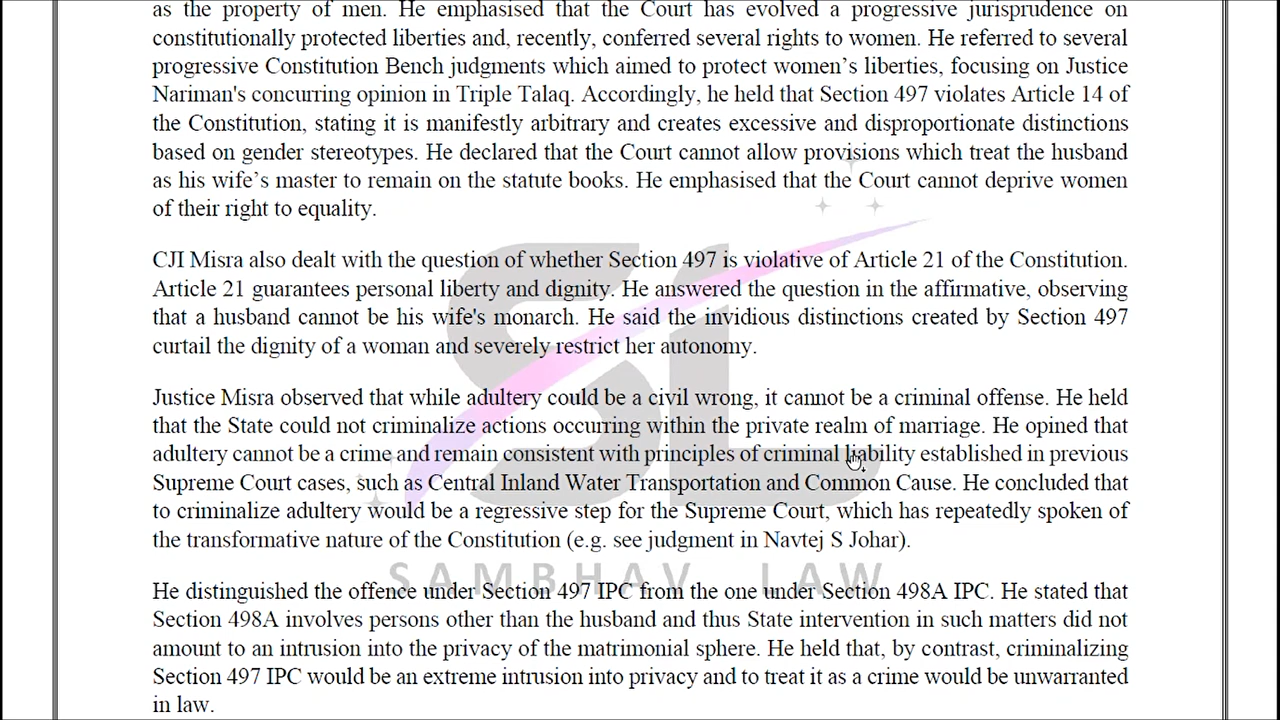 as the property of men. He emphasised that the Court has evolved a progressive jurisprudence on
constitutionally protected liberties and, recently, conferred several rights to women. He referred to several
progressive Constitution Bench judgments which aimed to protect women’s liberties, focusing on Justice
Nariman's concurring opinion in Triple Talaq. Accordingly, he held that Section 497 violates Article 14 of
the Constitution, stating it is manifestly arbitrary and creates excessive and disproportionate distinctions
based on gender stereotypes. He declared that the Court cannot allow provisions which treat the husband
as his wife’s master to remain on the statute books. He emphasised that the Court cannot deprive women
of their right to equality.
CJI Misra also dealt with the question of whether Section 497 is violative of Article 21 of the Constitution.
Article 21 guarantees personal liberty and dignity. He answered the question in the affirmative, observing
that a husband cannot be his wife's monarch. He said the invidious distinctions created by Section 497
curtail the dignity of a woman and severely restrict her autonomy.
Justice Misra observed that while adultery could be a civil wrong, it cannot be a criminal offense. He held
that the State could not criminalize actions occurring within the private realm of marriage. He opined that
adultery cannot be a crime and remain consistent with principles of criminal liability established in previous
Supreme Court cases, such as Central Inland Water Transportation and Common Cause. He concluded that
to criminalize adultery would be a regressive step for the Supreme Court, which has repeatedly spoken of
the transformative nature of the Constitution (e.g. see judgment in Navtej S Johar).
SL
SAMBHAV LAW
He distinguished the offence under Section 497 IPC from the one under Section 498A IPC. He stated that
Section 498A involves persons other than the husband and thus State intervention in such matters did not
amount to an intrusion into the privacy of the matrimonial sphere. He held that, by contrast, criminalizing
Section 497 IPC would be an extreme intrusion into privacy and to treat it as a crime would be unwarranted
in law.